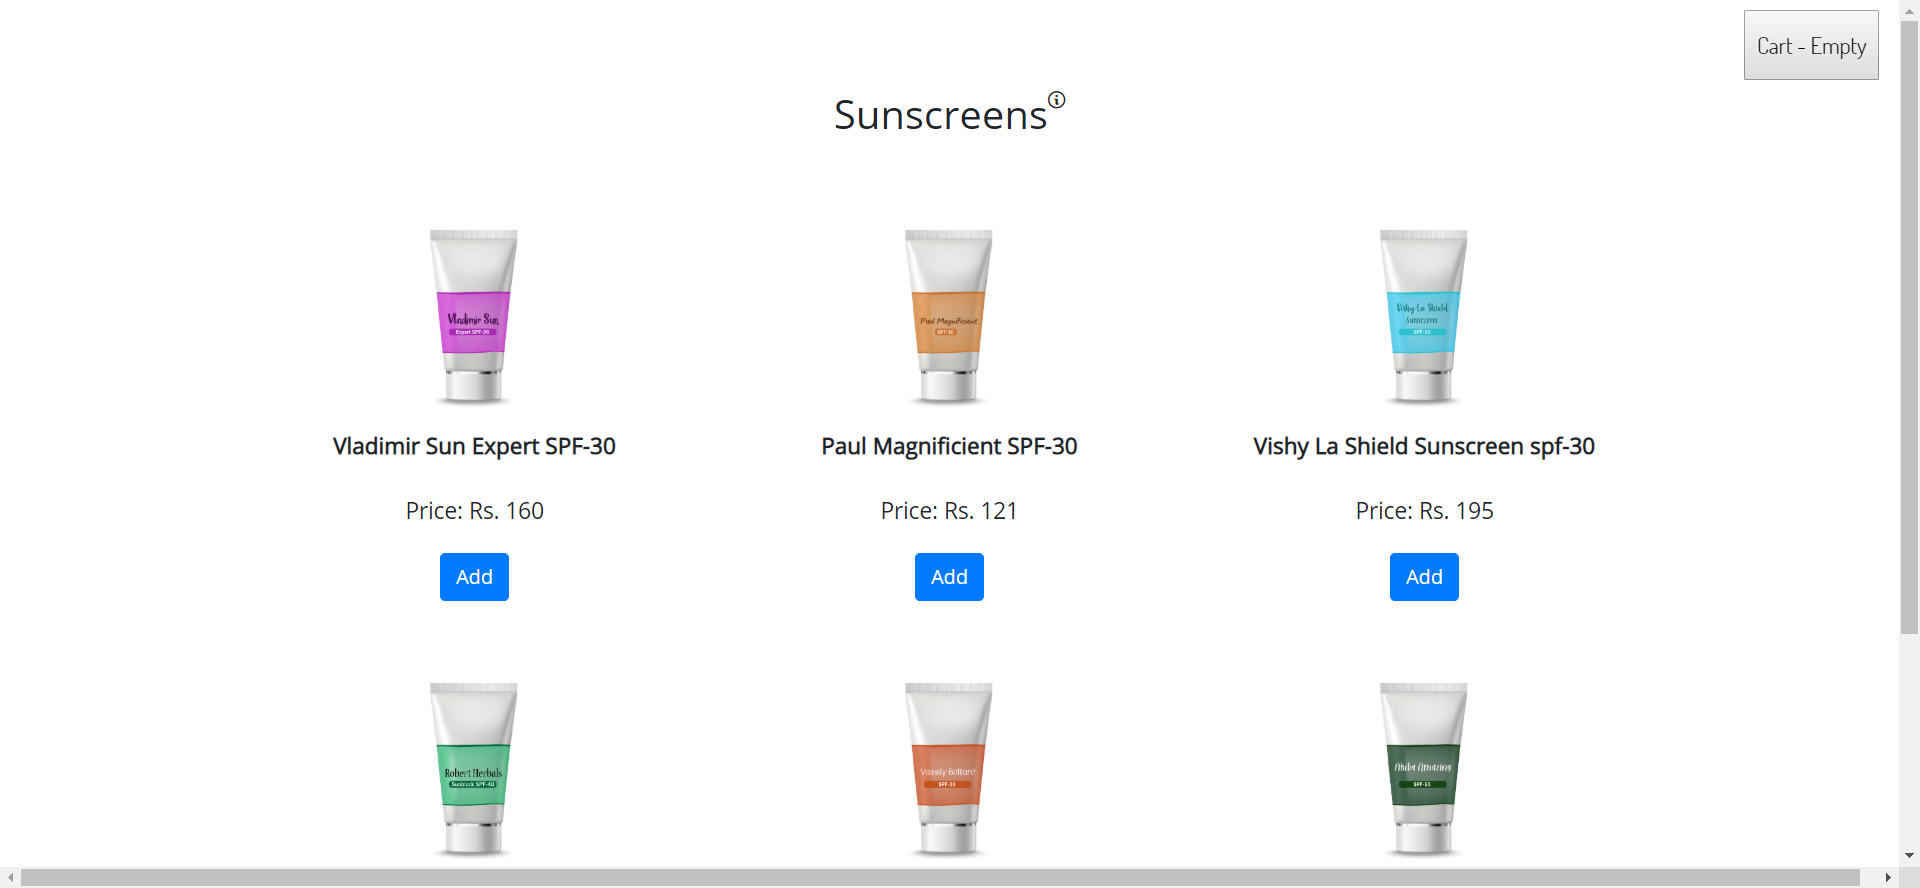 Cart - Empty
Sunscreens
Vladimir Sun
Expert SPF-30
Paul Magnificient
SPF-30
Vishy La Shield
Sunscreen
SPF-30
Vladimir Sun Expert SPF-30
Paul Magnificient SPF-30
Vishy La Shield Sunscreen spf-30
Price: Rs. 160
Price: Rs. 121
Price: Rs. 195
Add
Add
Add
Robert Herbals
Sunblock SPF-40
Vassily Brilliant
SPF-30
Amazing
SPF-50